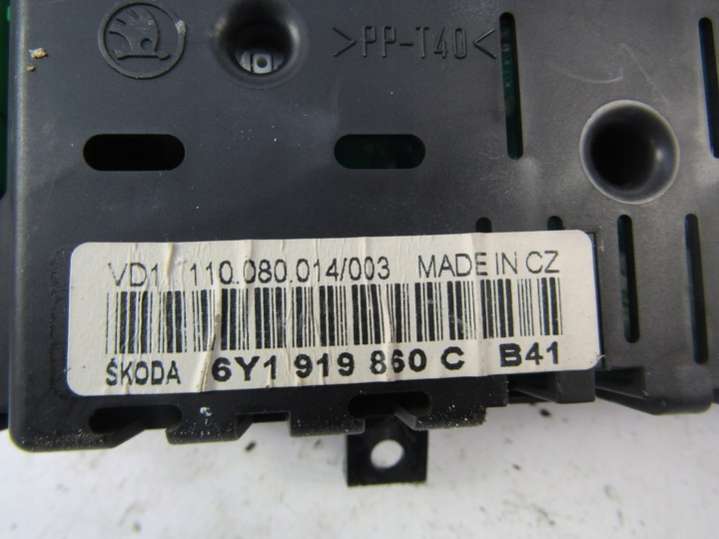 >PP-T40<
VD1 110.080.014/003 MADE IN CZ
ŠKODA 6Y1 919 860 C B41